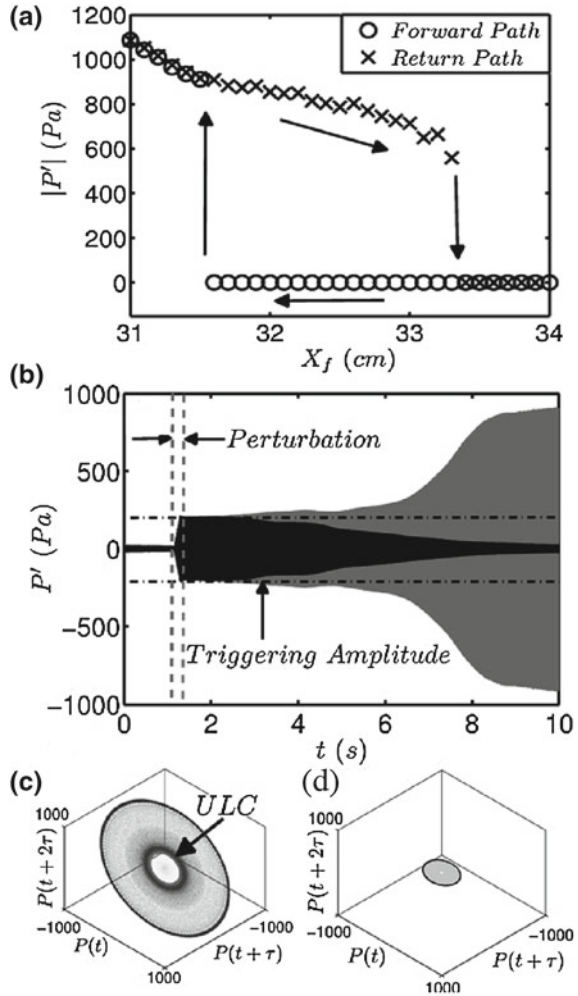 (a)
1200
1000
800
600
400
200
0
|P′| (Pa)
Forward Path
Return Path
31
32
33
34
X_f (cm)
(b)
1000
500
0
−500
−1000
P′ (Pa)
Perturbation
Triggering Amplitude
0
2
4
6
8
10
t (s)
(c)
ULC
1000
P(t + 2τ)
−1000
P(t)
1000
P(t + τ)
−1000
(d)
1000
P(t + 2τ)
−1000
P(t)
1000
P(t + τ)
−1000